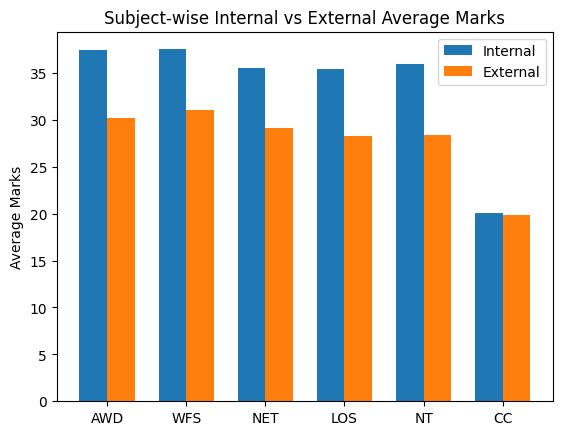 Subject-wise Internal vs External Average Marks
Internal
External
Average Marks
35
30
25
20
15
10
5
0
AWD WFS NET LOS NT CC